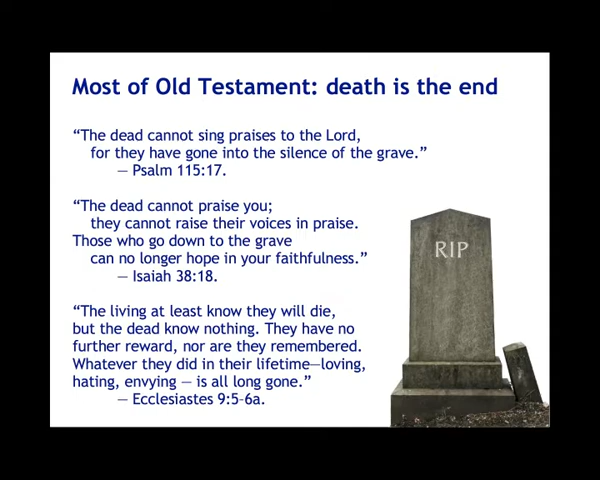 Most of Old Testament: death is the end
“The dead cannot sing praises to the Lord,
for they have gone into the silence of the grave.”
— Psalm 115:17.
“The dead cannot praise you;
they cannot raise their voices in praise.
Those who go down to the grave
can no longer hope in your faithfulness.”
— Isaiah 38:18.
“The living at least know they will die,
but the dead know nothing. They have no
further reward, nor are they remembered.
Whatever they did in their lifetime—loving,
hating, envying — is all long gone.”
— Ecclesiastes 9:5–6a.
RIP